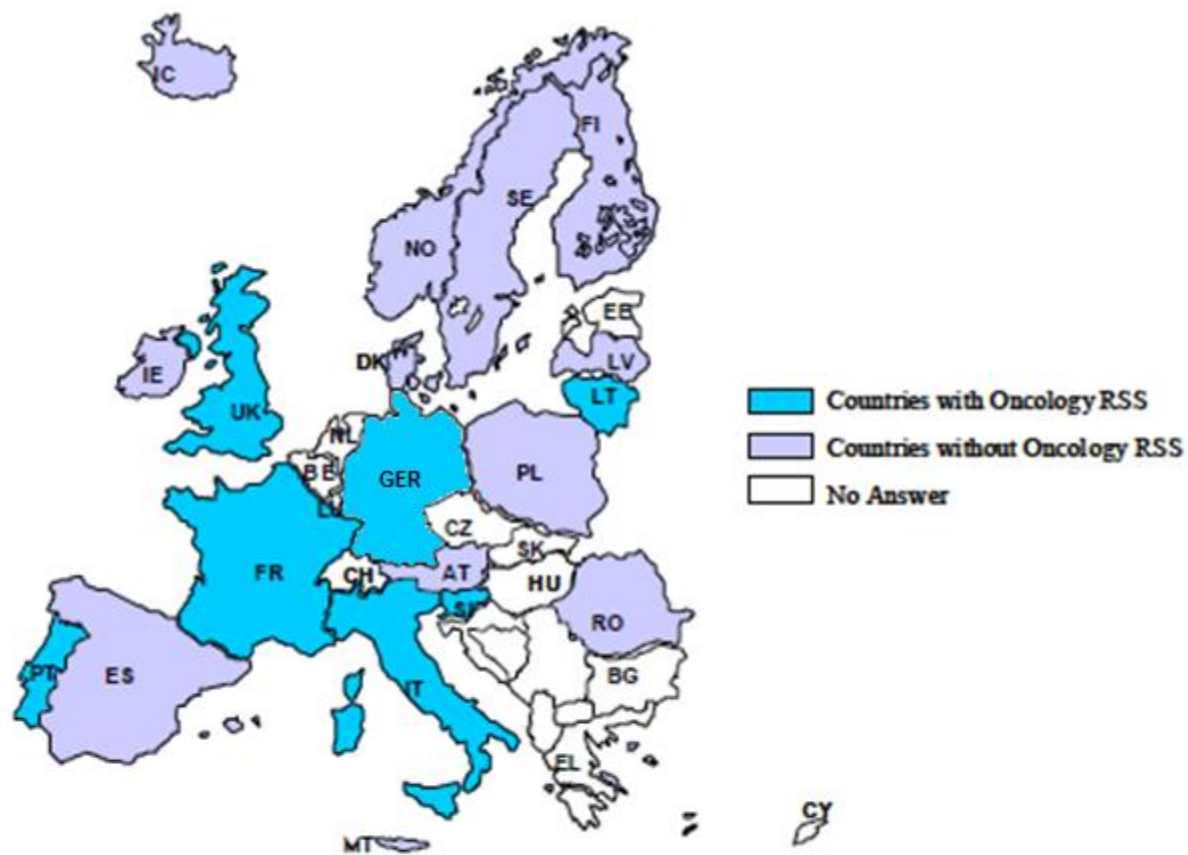 IC
FI
SE
NO
EE
DK
LV
IE
LT
UK
NL
BE
GER
PL
LU
CZ
SK
FR
CH
AT
HU
SI
RO
PT
ES
IT
BG
EL
CY
MT
Countries with Oncology RSS
Countries without Oncology RSS
No Answer